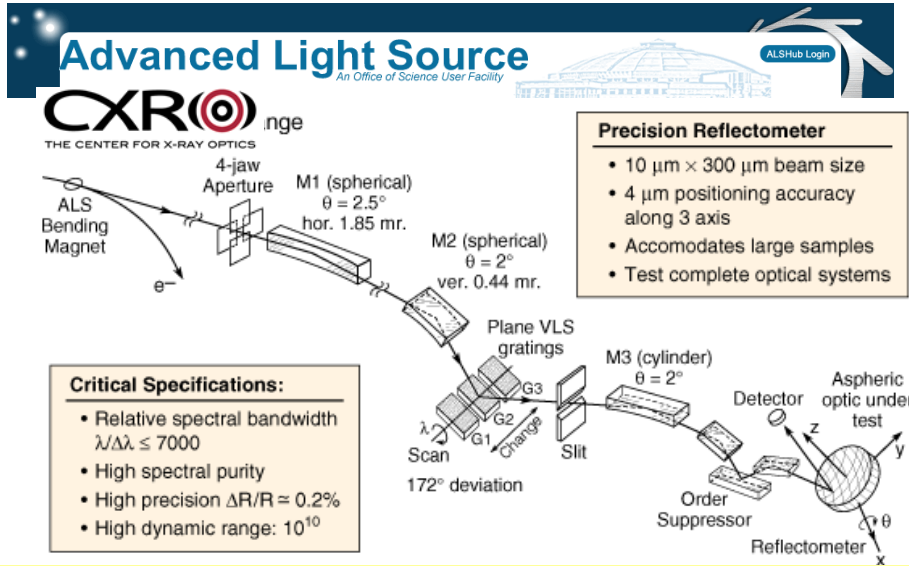 Advanced Light Source
An Office of Science User Facility
ALSHub Login
CXRO
THE CENTER FOR X-RAY OPTICS
nge
Precision Reflectometer
• 10 μm × 300 μm beam size
• 4 μm positioning accuracy
along 3 axis
• Accomodates large samples
• Test complete optical systems
4-jaw
Aperture
M1 (spherical)
θ = 2.5°
hor. 1.85 mr.
ALS
Bending
Magnet
e–
M2 (spherical)
θ = 2°
ver. 0.44 mr.
Plane VLS
gratings
G3
G2
G1
Change
λ
Scan
172° deviation
Slit
M3 (cylinder)
θ = 2°
Detector
Aspheric
optic under
test
z
y
θ
x
Order
Suppressor
Reflectometer
Critical Specifications:
• Relative spectral bandwidth
λ/Δλ ≤ 7000
• High spectral purity
• High precision ΔR/R ≃ 0.2%
• High dynamic range: 10¹⁰